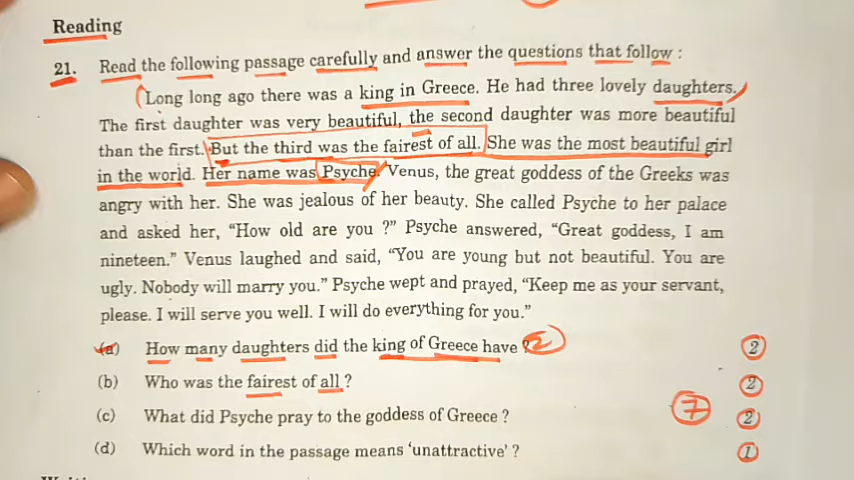 Reading
21. Read the following passage carefully and answer the questions that follow :
Long long ago there was a king in Greece. He had three lovely daughters.
The first daughter was very beautiful, the second daughter was more beautiful
than the first. But the third was the fairest of all. She was the most beautiful girl
in the world. Her name was Psyche. Venus, the great goddess of the Greeks was
angry with her. She was jealous of her beauty. She called Psyche to her palace
and asked her, “How old are you ?” Psyche answered, “Great goddess, I am
nineteen.” Venus laughed and said, “You are young but not beautiful. You are
ugly. Nobody will marry you.” Psyche wept and prayed, “Keep me as your servant,
please. I will serve you well. I will do everything for you.”
(a) How many daughters did the king of Greece have ? 2 2
(b) Who was the fairest of all ? 2
(c) What did Psyche pray to the goddess of Greece ? 7 2
(d) Which word in the passage means ‘unattractive’ ? 1